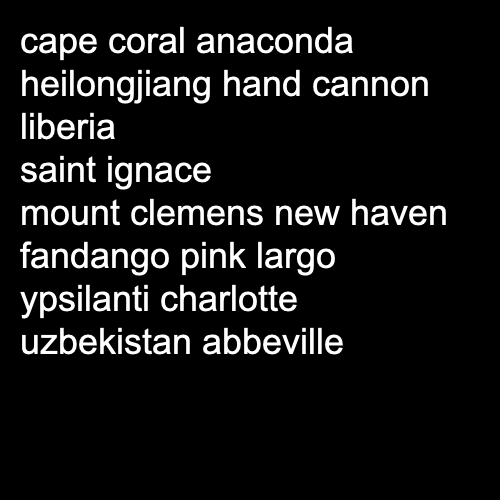 cape coral anaconda
heilongjiang hand cannon
liberia
saint ignace
mount clemens new haven
fandango pink largo
ypsilanti charlotte
uzbekistan abbeville